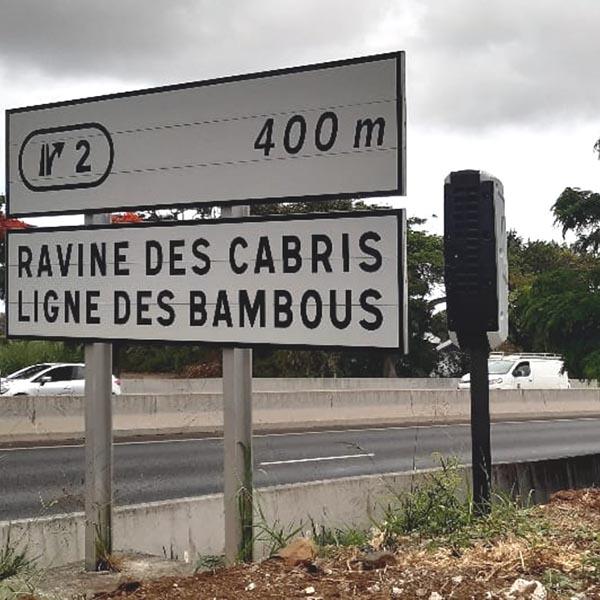 2 400 m
RAVINE DES CABRIS
LIGNE DES BAMBOUS